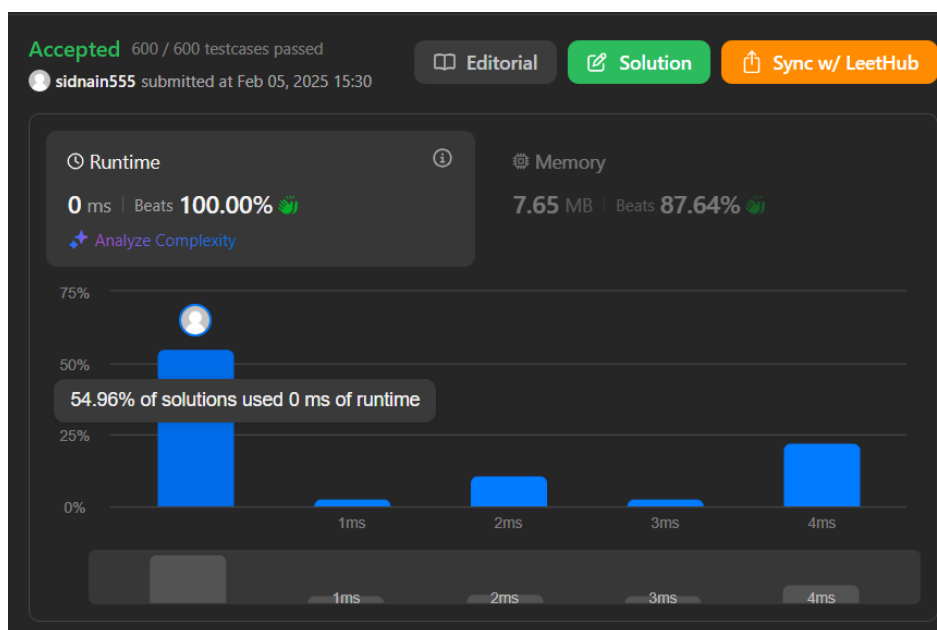 Accepted 600 / 600 testcases passed
sidnain555 submitted at Feb 05, 2025 15:30
Editorial
Solution
Sync w/ LeetHub
Runtime
0 ms | Beats 100.00%
Analyze Complexity
Memory
7.65 MB | Beats 87.64%
75%
50%
54.96% of solutions used 0 ms of runtime
25%
0%
1ms 2ms 3ms 4ms
1ms 2ms 3ms 4ms